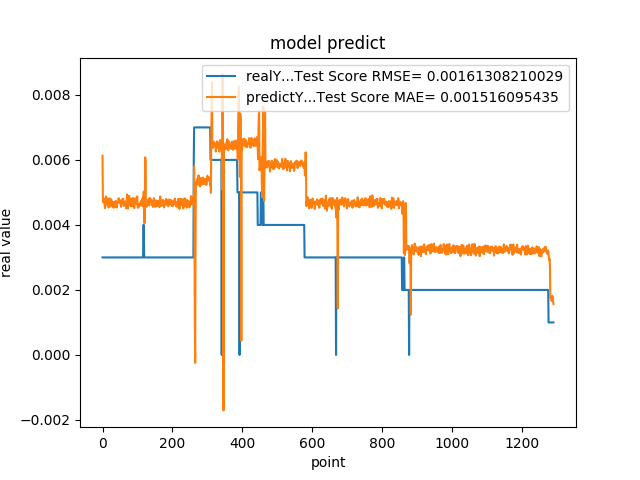 model predict
realY...Test Score RMSE= 0.00161308210029
predictY...Test Score MAE= 0.001516095435
real value
0.008
0.006
0.004
0.002
0.000
−0.002
0 200 400 600 800 1000 1200
point